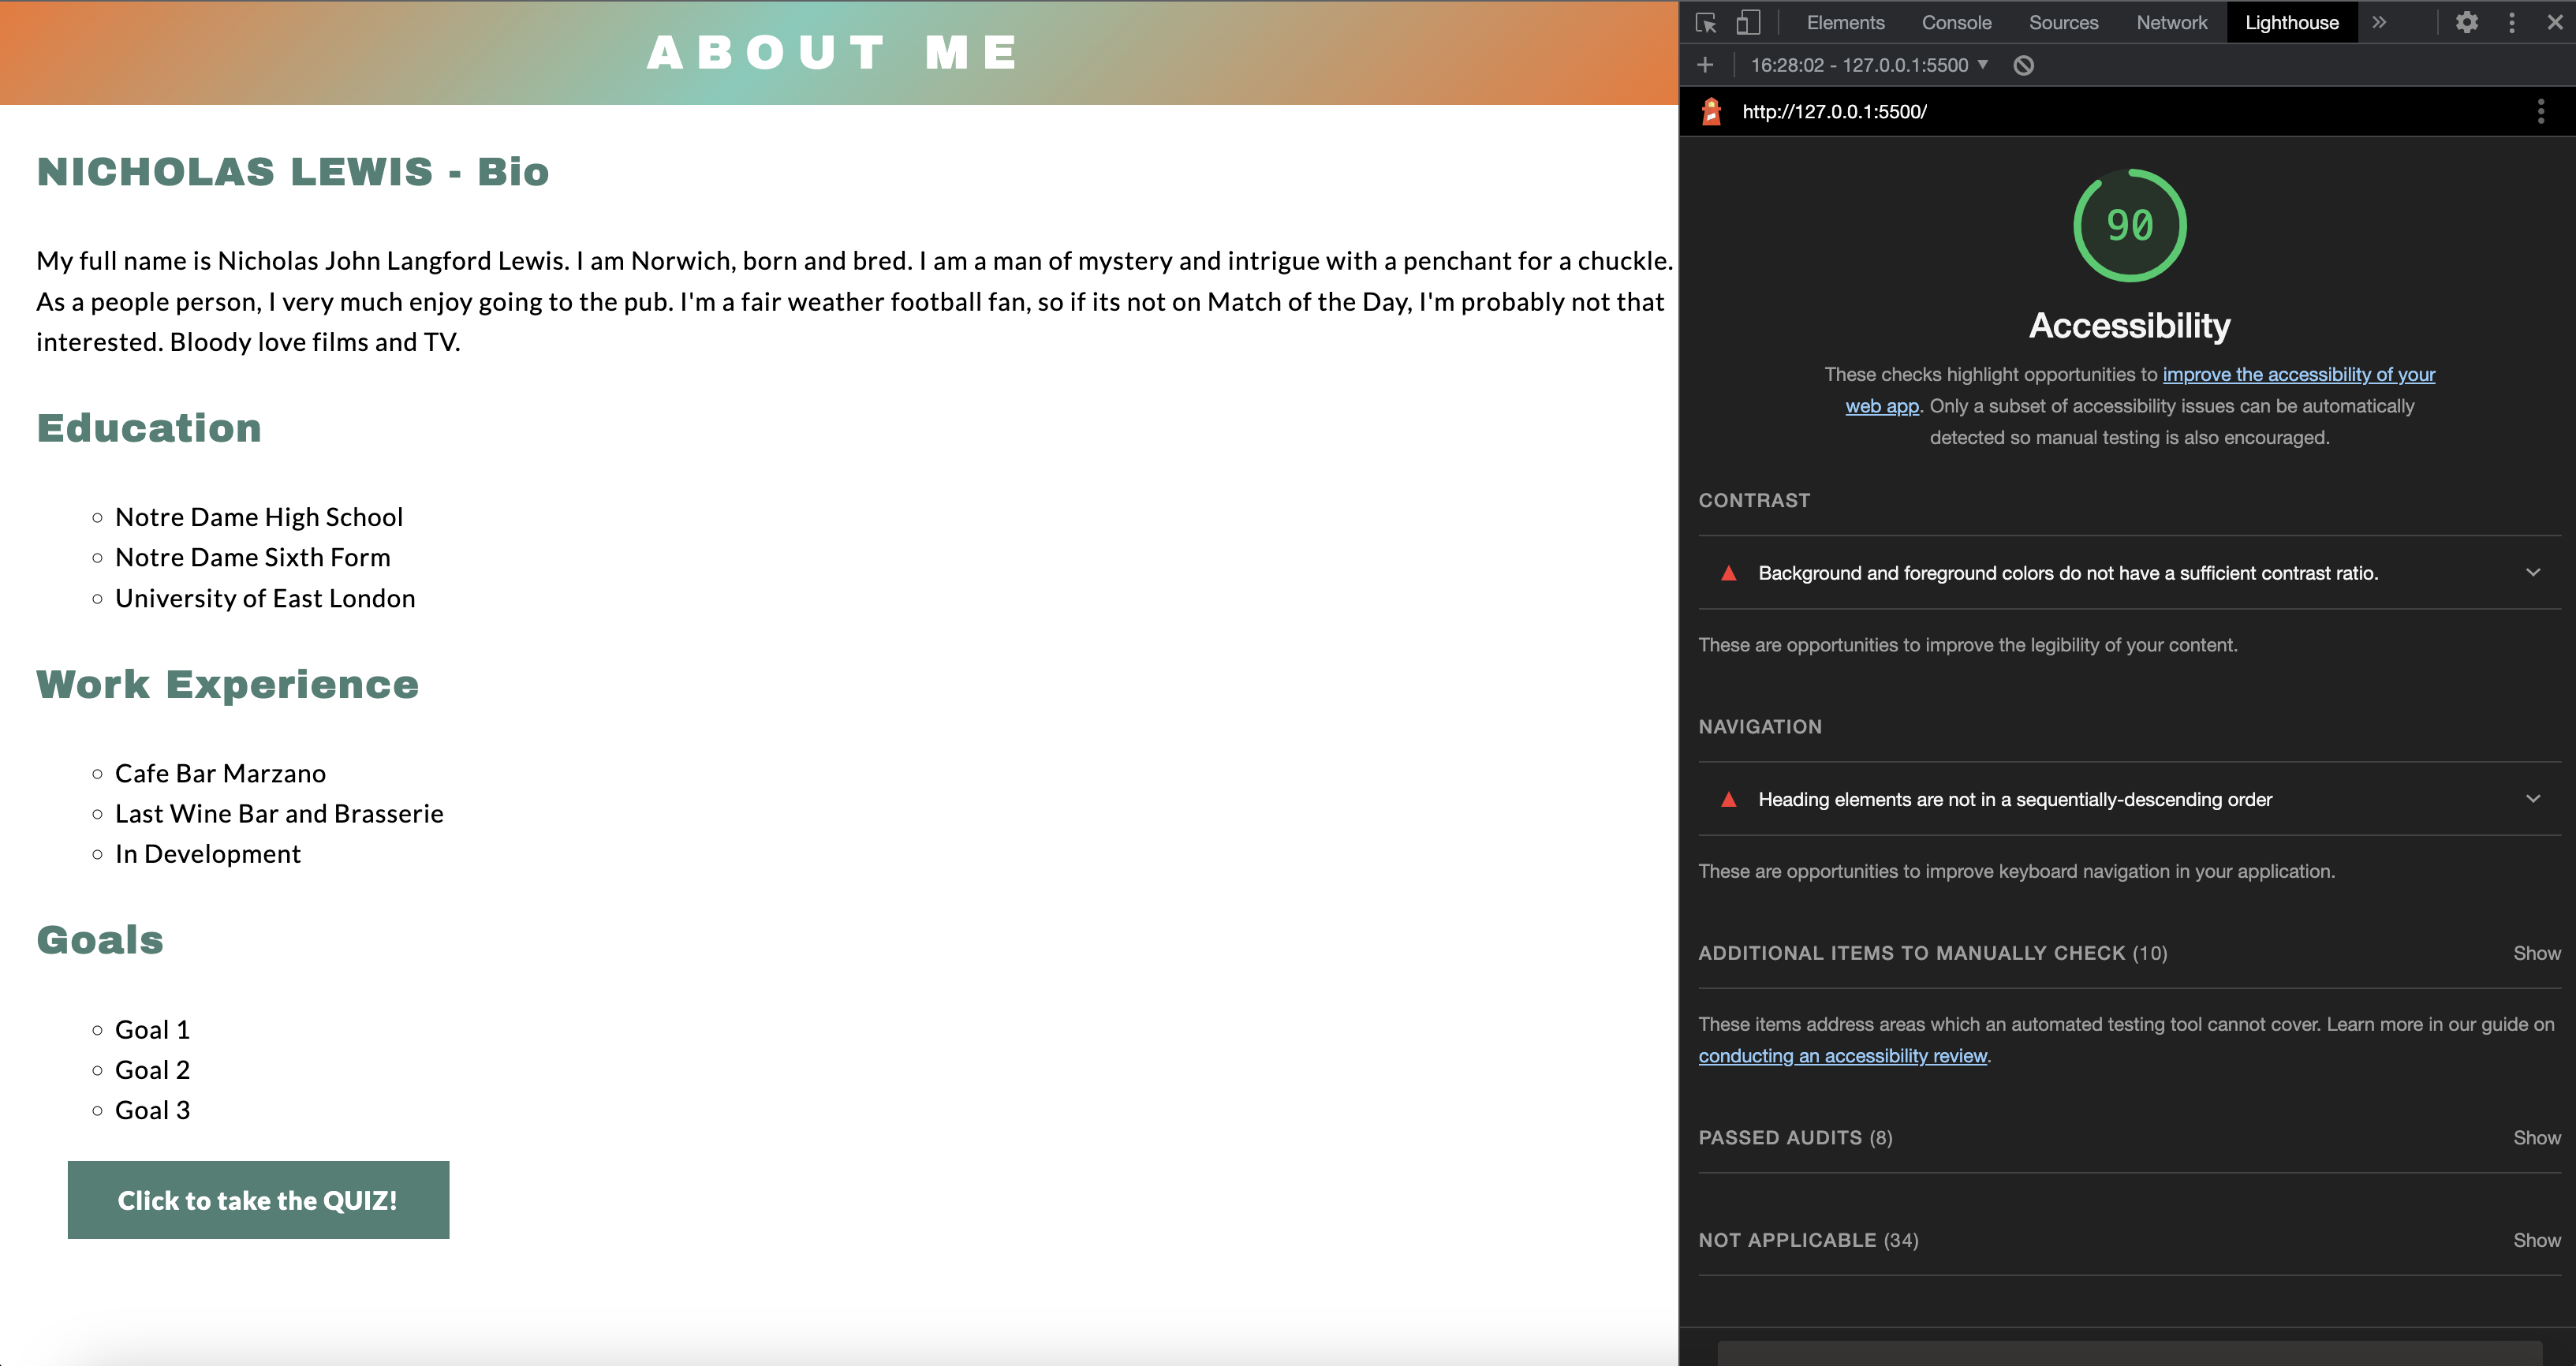 ABOUT ME
NICHOLAS LEWIS - Bio
My full name is Nicholas John Langford Lewis. I am Norwich, born and bred. I am a man of mystery and intrigue with a penchant for a chuckle.
As a people person, I very much enjoy going to the pub. I'm a fair weather football fan, so if its not on Match of the Day, I'm probably not that
interested. Bloody love films and TV.
Education
Notre Dame High School
Notre Dame Sixth Form
University of East London
Work Experience
Cafe Bar Marzano
Last Wine Bar and Brasserie
In Development
Goals
Goal 1
Goal 2
Goal 3
Click to take the QUIZ!
Elements Console Sources Network Lighthouse
16:28:02 - 127.0.0.1:5500
http://127.0.0.1:5500/
90
Accessibility
These checks highlight opportunities to improve the accessibility of your
web app. Only a subset of accessibility issues can be automatically
detected so manual testing is also encouraged.
CONTRAST
Background and foreground colors do not have a sufficient contrast ratio.
These are opportunities to improve the legibility of your content.
NAVIGATION
Heading elements are not in a sequentially-descending order
These are opportunities to improve keyboard navigation in your application.
ADDITIONAL ITEMS TO MANUALLY CHECK (10) Show
These items address areas which an automated testing tool cannot cover. Learn more in our guide on
conducting an accessibility review.
PASSED AUDITS (8) Show
NOT APPLICABLE (34) Show